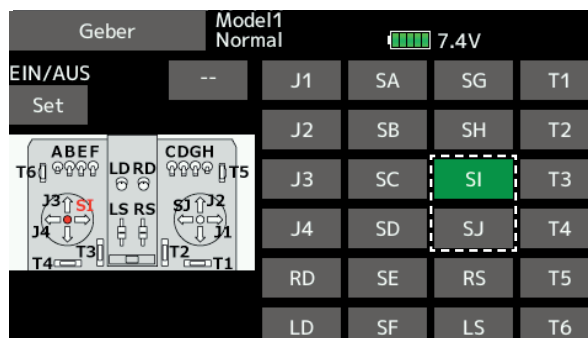 Geber
Model1
Normal
7.4V
EIN/AUS
--
Set
J1 SA SG T1
J2 SB SH T2
J3 SC SI T3
J4 SD SJ T4
RD SE RS T5
LD SF LS T6
ABEF CDGH
T6 LD RD T5
J3 SI LS RS SJ J2
J4 J1
T3 T2
T4 T1